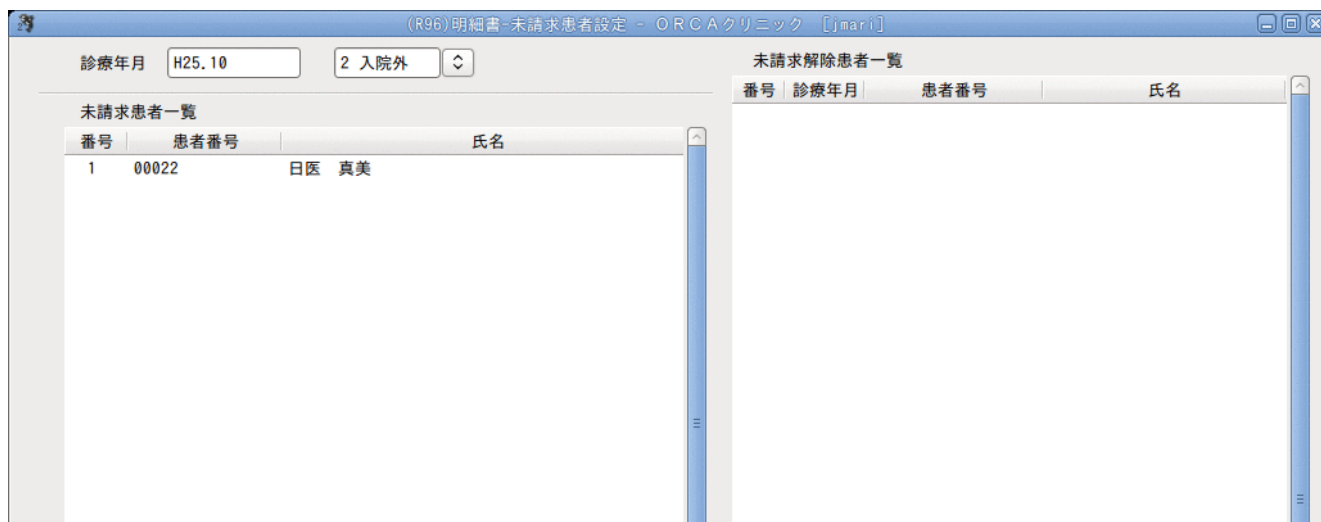 (R96)明細書-未請求患者設定 - ＯＲＣＡクリニック [jmari]
診療年月 H25.10 2 入院外
未請求患者一覧
番号 患者番号 氏名
1 00022 日医　真美
未請求解除患者一覧
番号 診療年月 患者番号 氏名